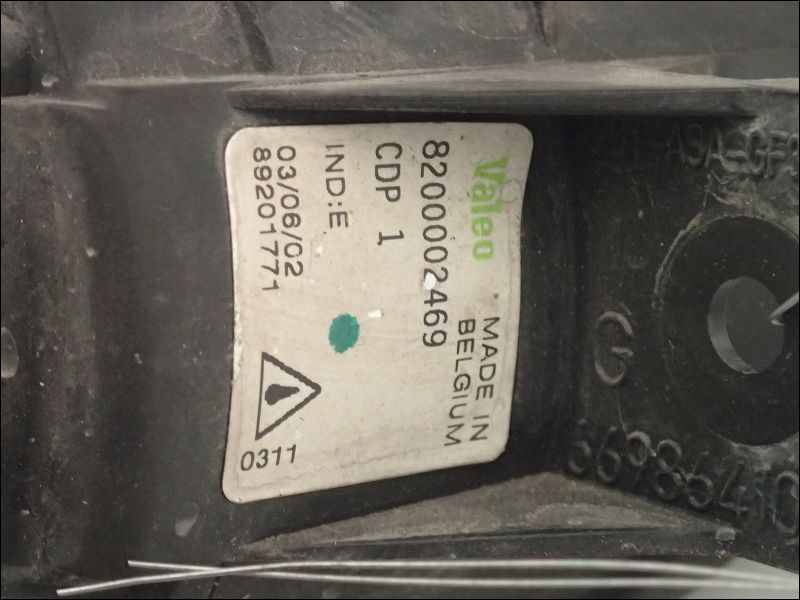 Valeo
MADE IN
BELGIUM
8200002469
CDP 1
IND:E
03/06/02
89201771
0311